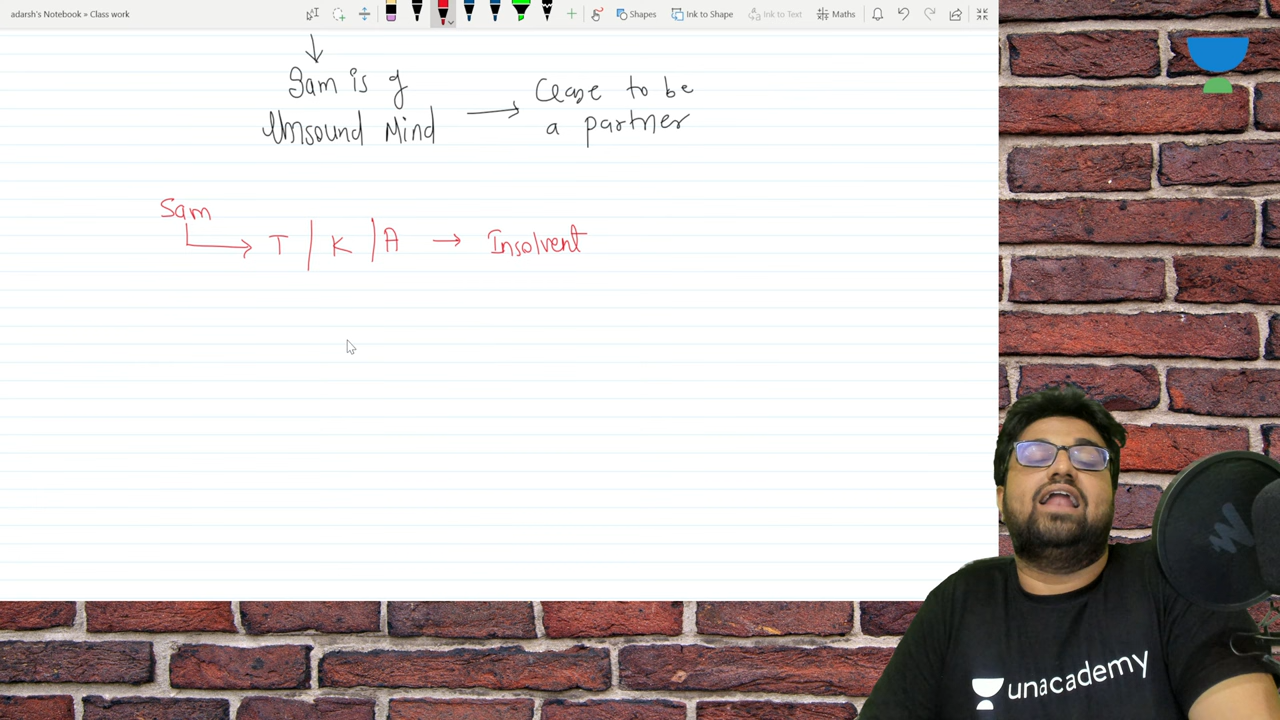 adarsh's Notebook » Class work
Shapes Ink to Shape Ink to Text Maths
Sam is of
Unsound Mind → Cease to be
a partner
Sam
T | K | A → Insolvent
unacademy